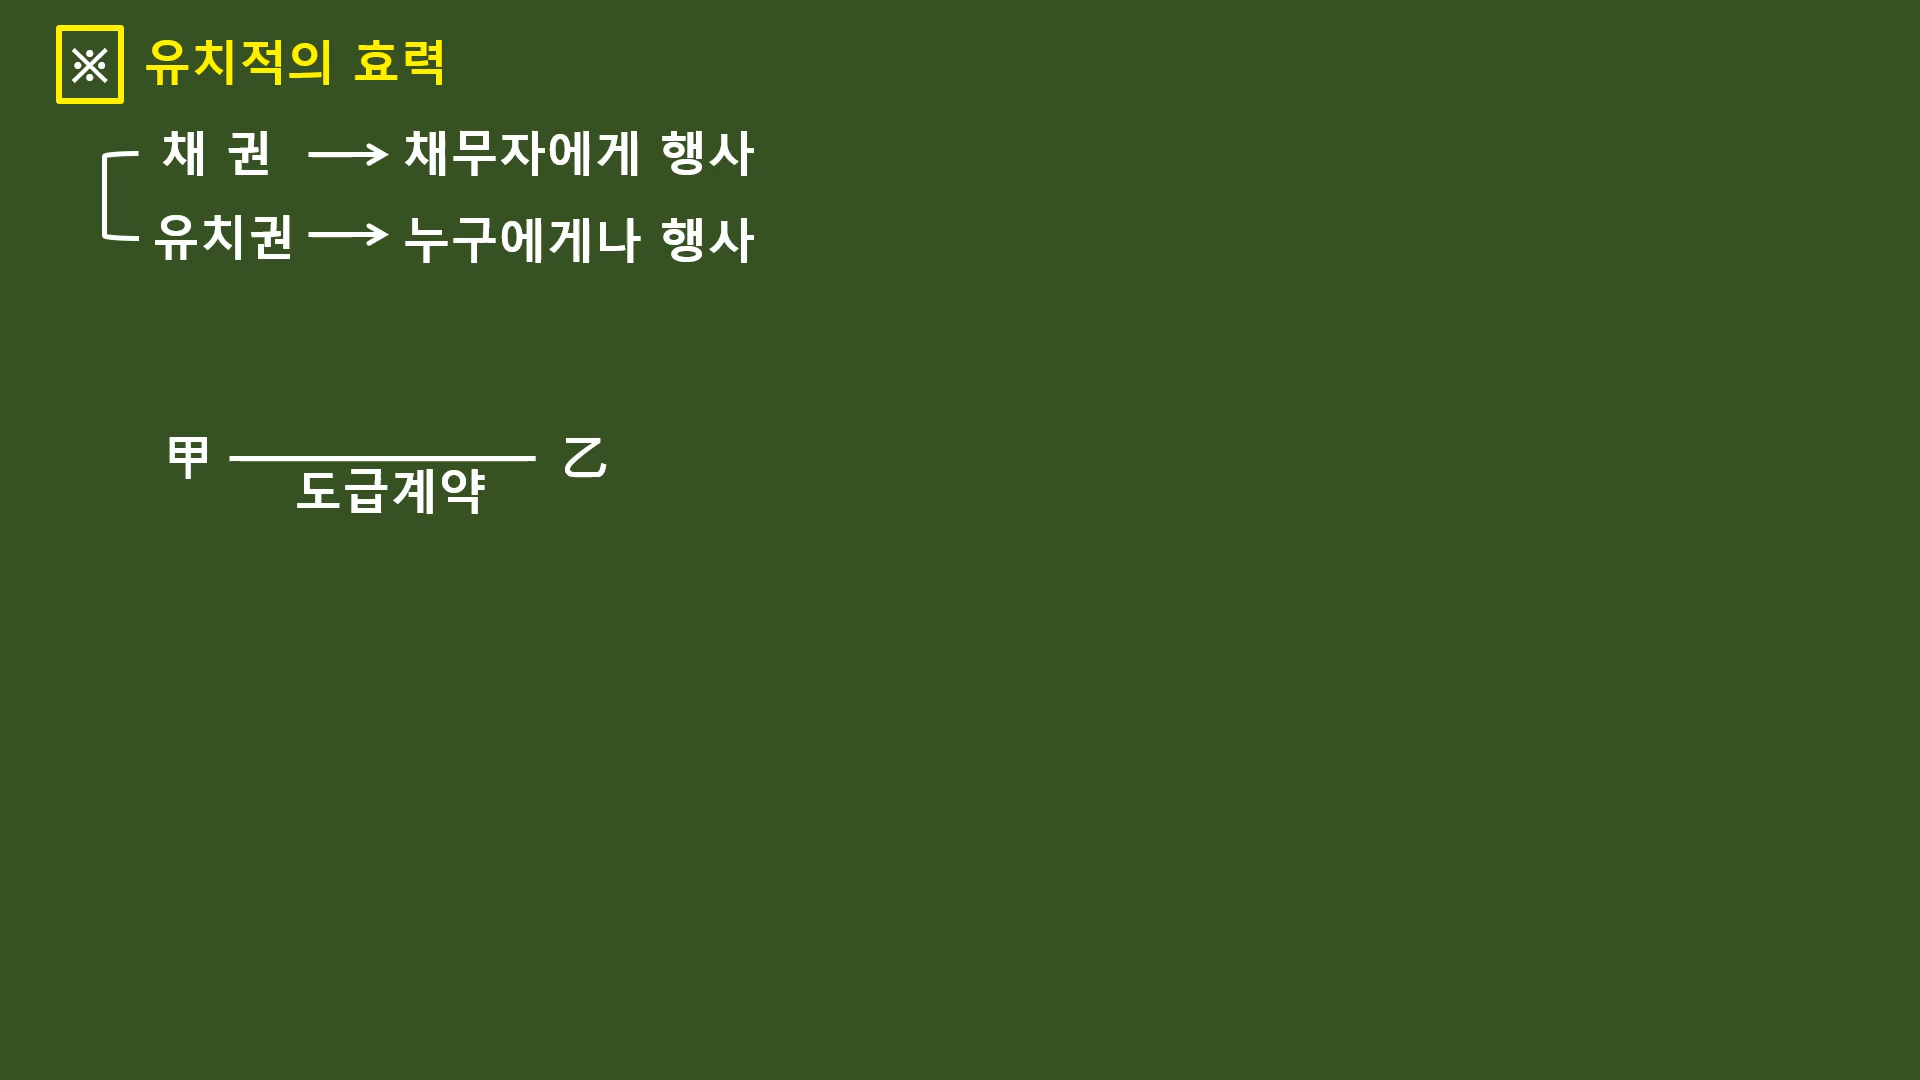 ※ 유치적의 효력
채 권 → 채무자에게 행사
유치권 → 누구에게나 행사
甲 乙
도급계약